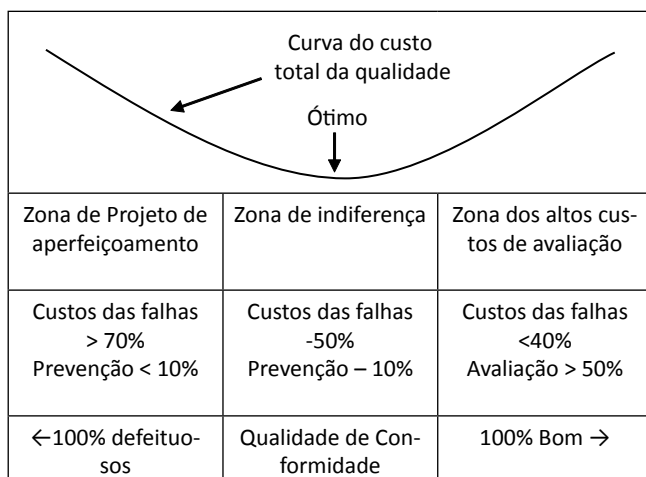 Curva do custo
total da qualidade
Ótimo
Zona de Projeto de
aperfeiçoamento
Zona de indiferença
Zona dos altos cus-
tos de avaliação
Custos das falhas
> 70%
Prevenção < 10%
Custos das falhas
-50%
Prevenção – 10%
Custos das falhas
<40%
Avaliação > 50%
←100% defeituo-
sos
Qualidade de Con-
formidade
100% Bom →